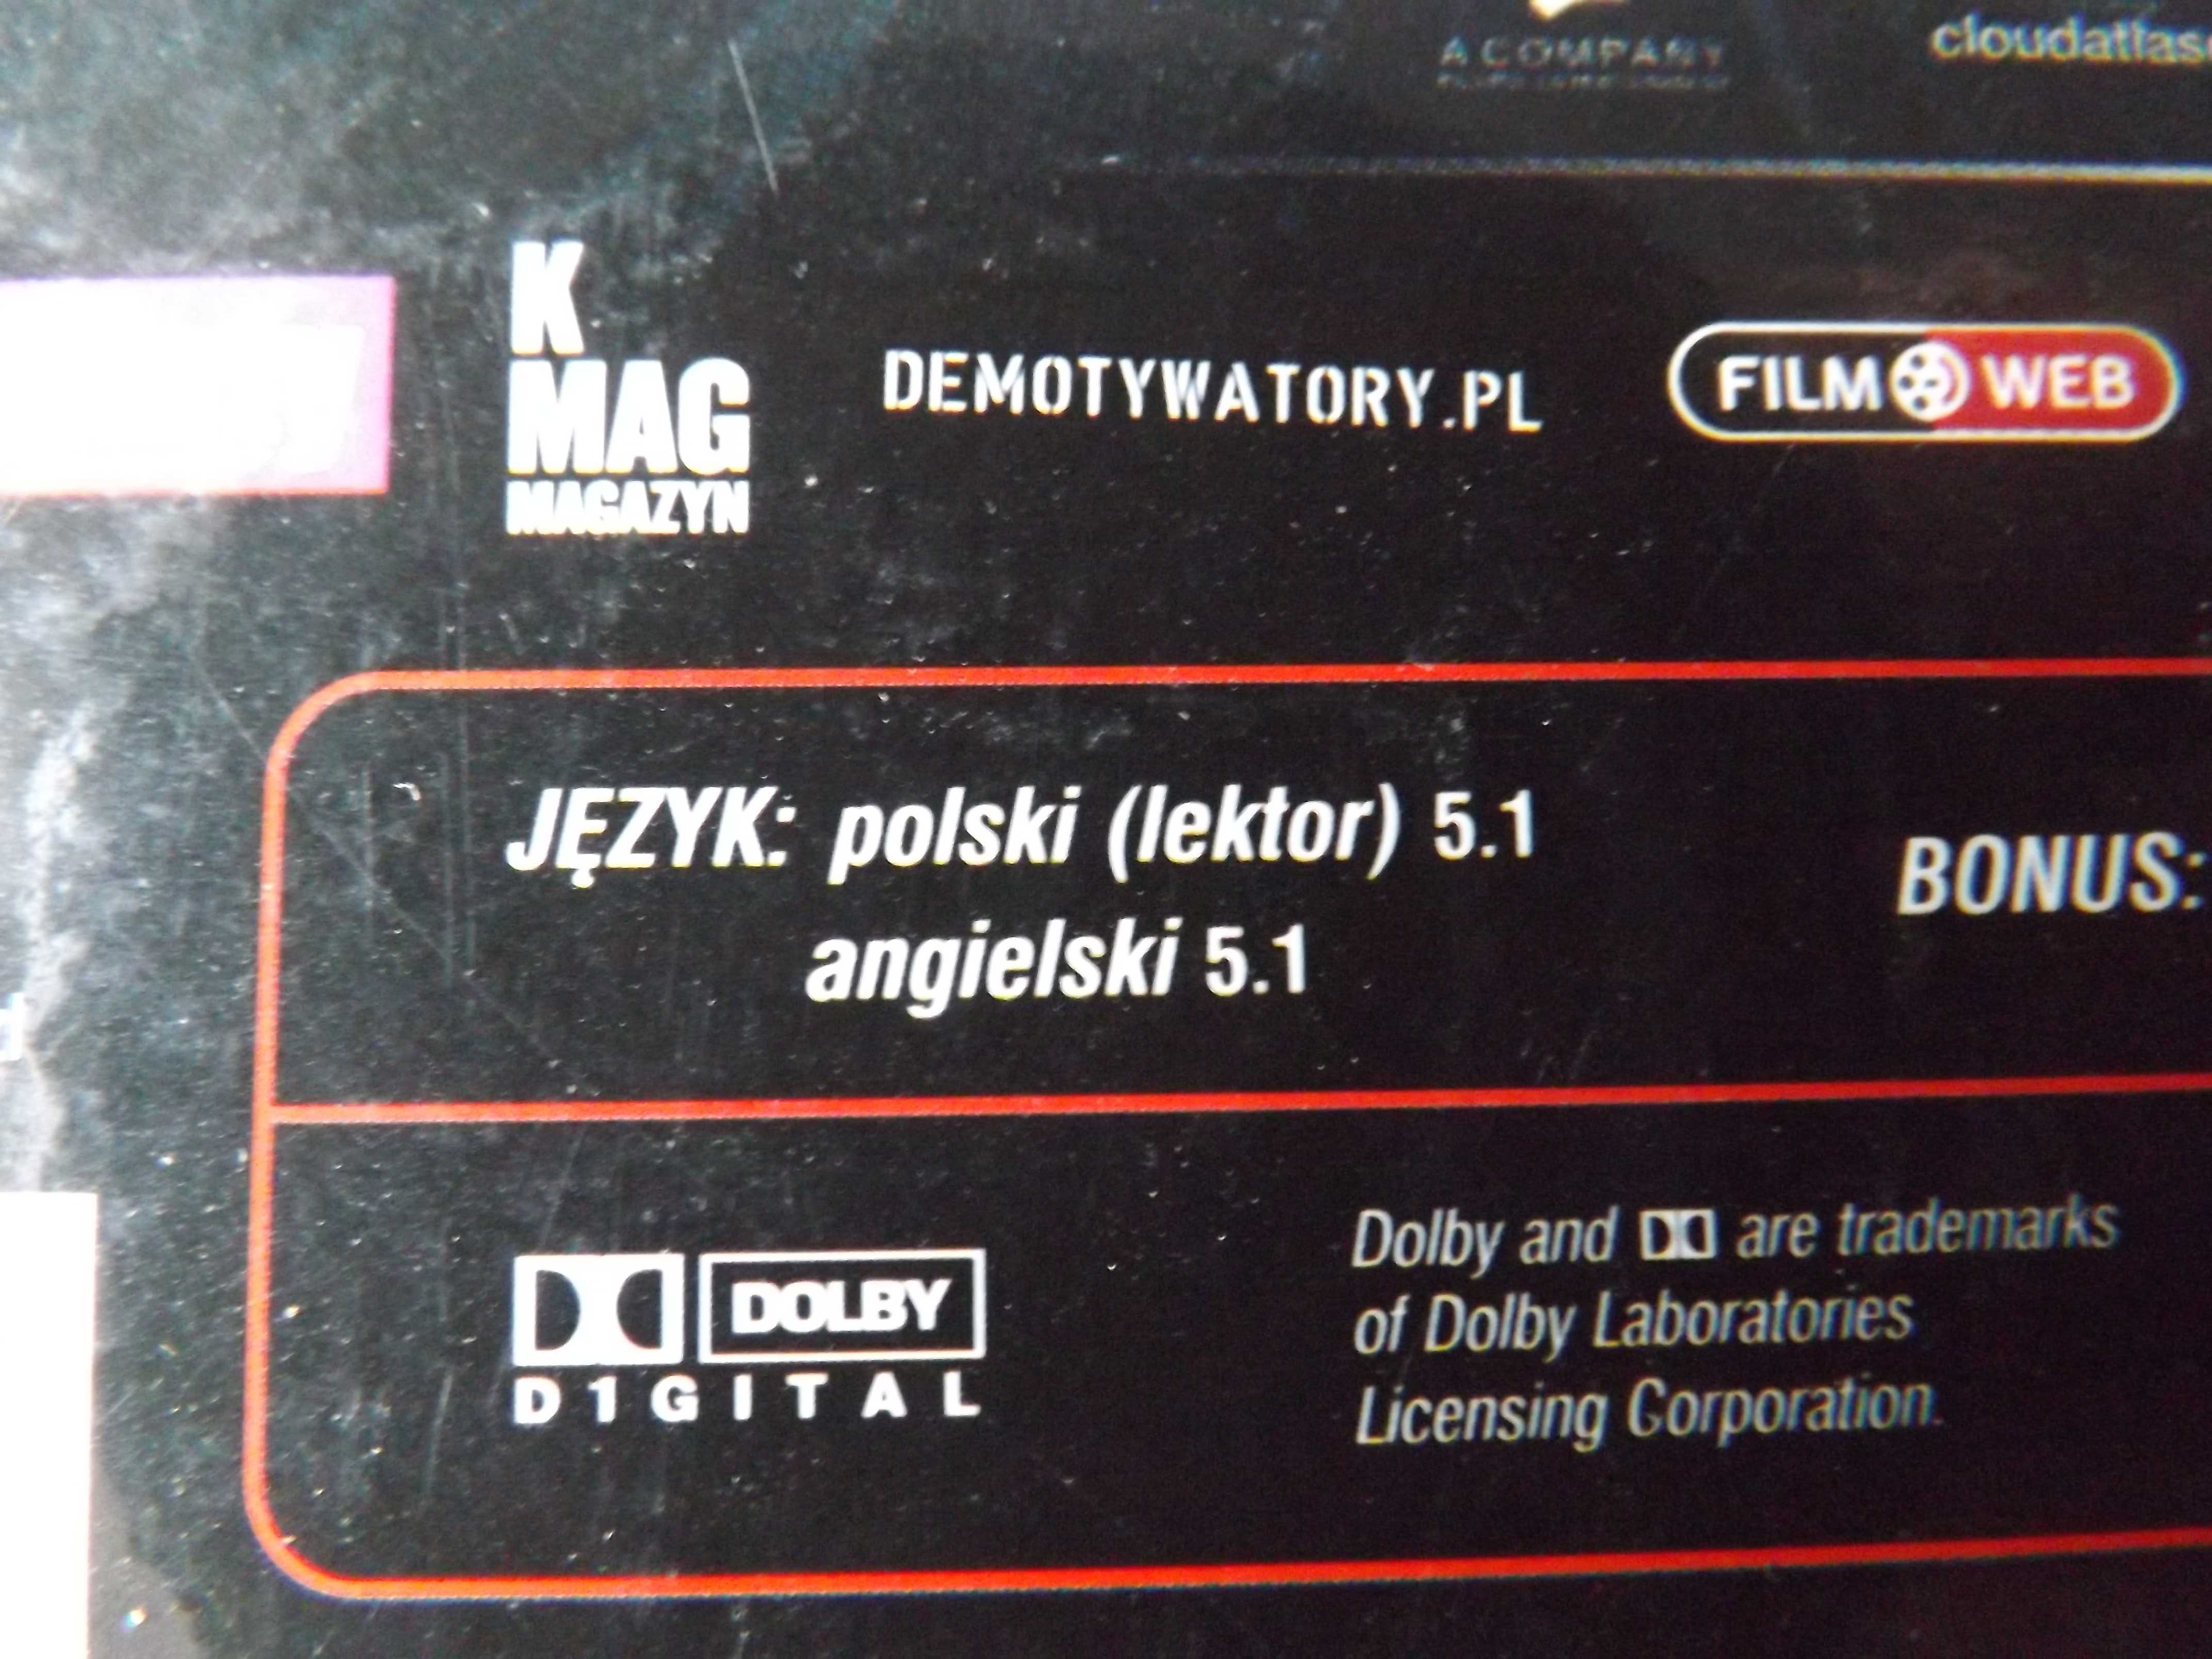 A COMPANY
cloudatlas
K
MAG
MAGAZYN
DEMOTYWATORY.PL
FILM WEB
JĘZYK: polski (lektor) 5.1
BONUS:
angielski 5.1
DOLBY
D1GITAL
Dolby and are trademarks
of Dolby Laboratories
Licensing Corporation.